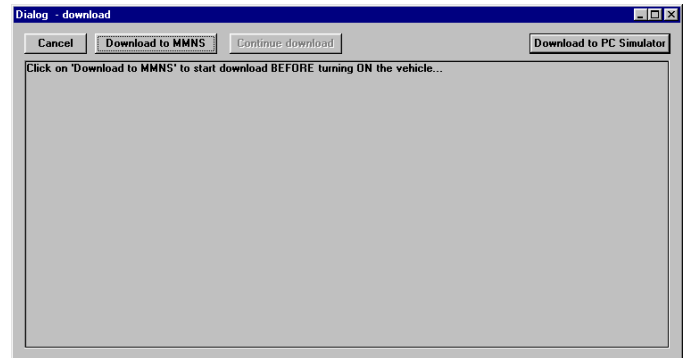 Dialog - download
Cancel Download to MMNS Continue download Download to PC Simulator
Click on 'Download to MMNS' to start download BEFORE turning ON the vehicle...